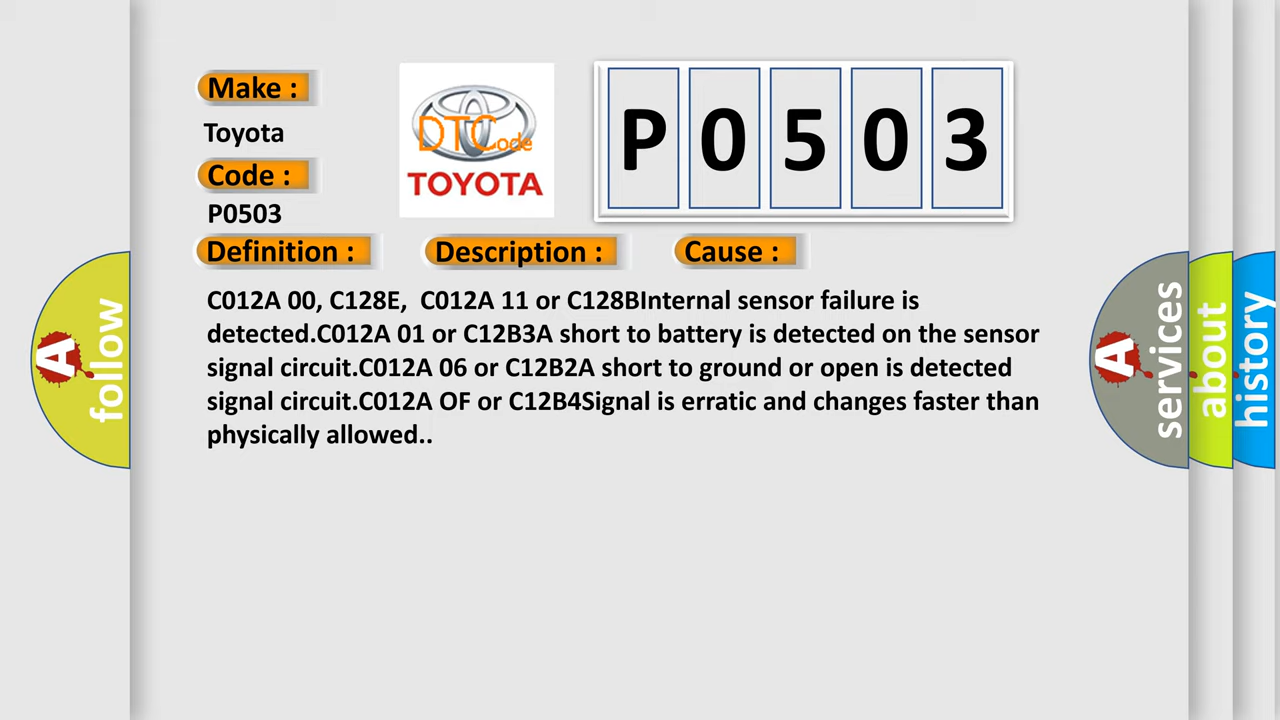 Make :
Toyota
Code :
P0503
DTCode
TOYOTA
P0503
Definition :
Description :
Cause :
C012A 00, C128E,  C012A 11 or C128BInternal sensor failure is
detectedC012A 01 or C12B3A short to battery is detected on the sensor
signal circuit.C012A 06 or C12B2A short to ground or open is detected
signal circuit.C012A OF or C12B4Signal is erratic and changes faster than
physically allowed..
A follow
A services
about
history